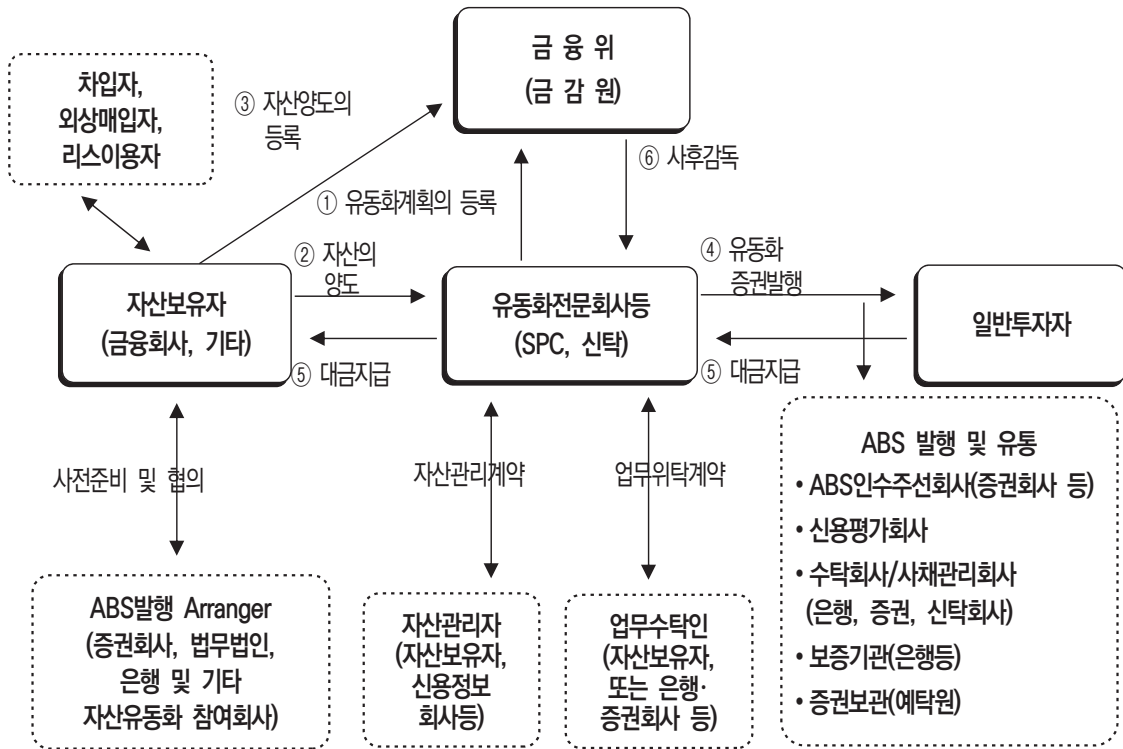 금 융 위
(금 감 원)
차입자,
외상매입자,
리스이용자
③ 자산양도의
등록
⑥ 사후감독
① 유동화계획의 등록
② 자산의
양도
④ 유동화
증권발행
자산보유자
(금융회사, 기타)
유동화전문회사등
(SPC, 신탁)
일반투자자
⑤ 대금지급
⑤ 대금지급
사전준비 및 협의
자산관리계약
업무위탁계약
ABS 발행 및 유통
• ABS인수주선회사(증권회사 등)
• 신용평가회사
• 수탁회사/사채관리회사
(은행, 증권, 신탁회사)
• 보증기관(은행등)
• 증권보관(예탁원)
ABS발행 Arranger
(증권회사, 법무법인,
은행 및 기타
자산유동화 참여회사)
자산관리자
(자산보유자,
신용정보
회사등)
업무수탁인
(자산보유자,
또는 은행·
증권회사 등)